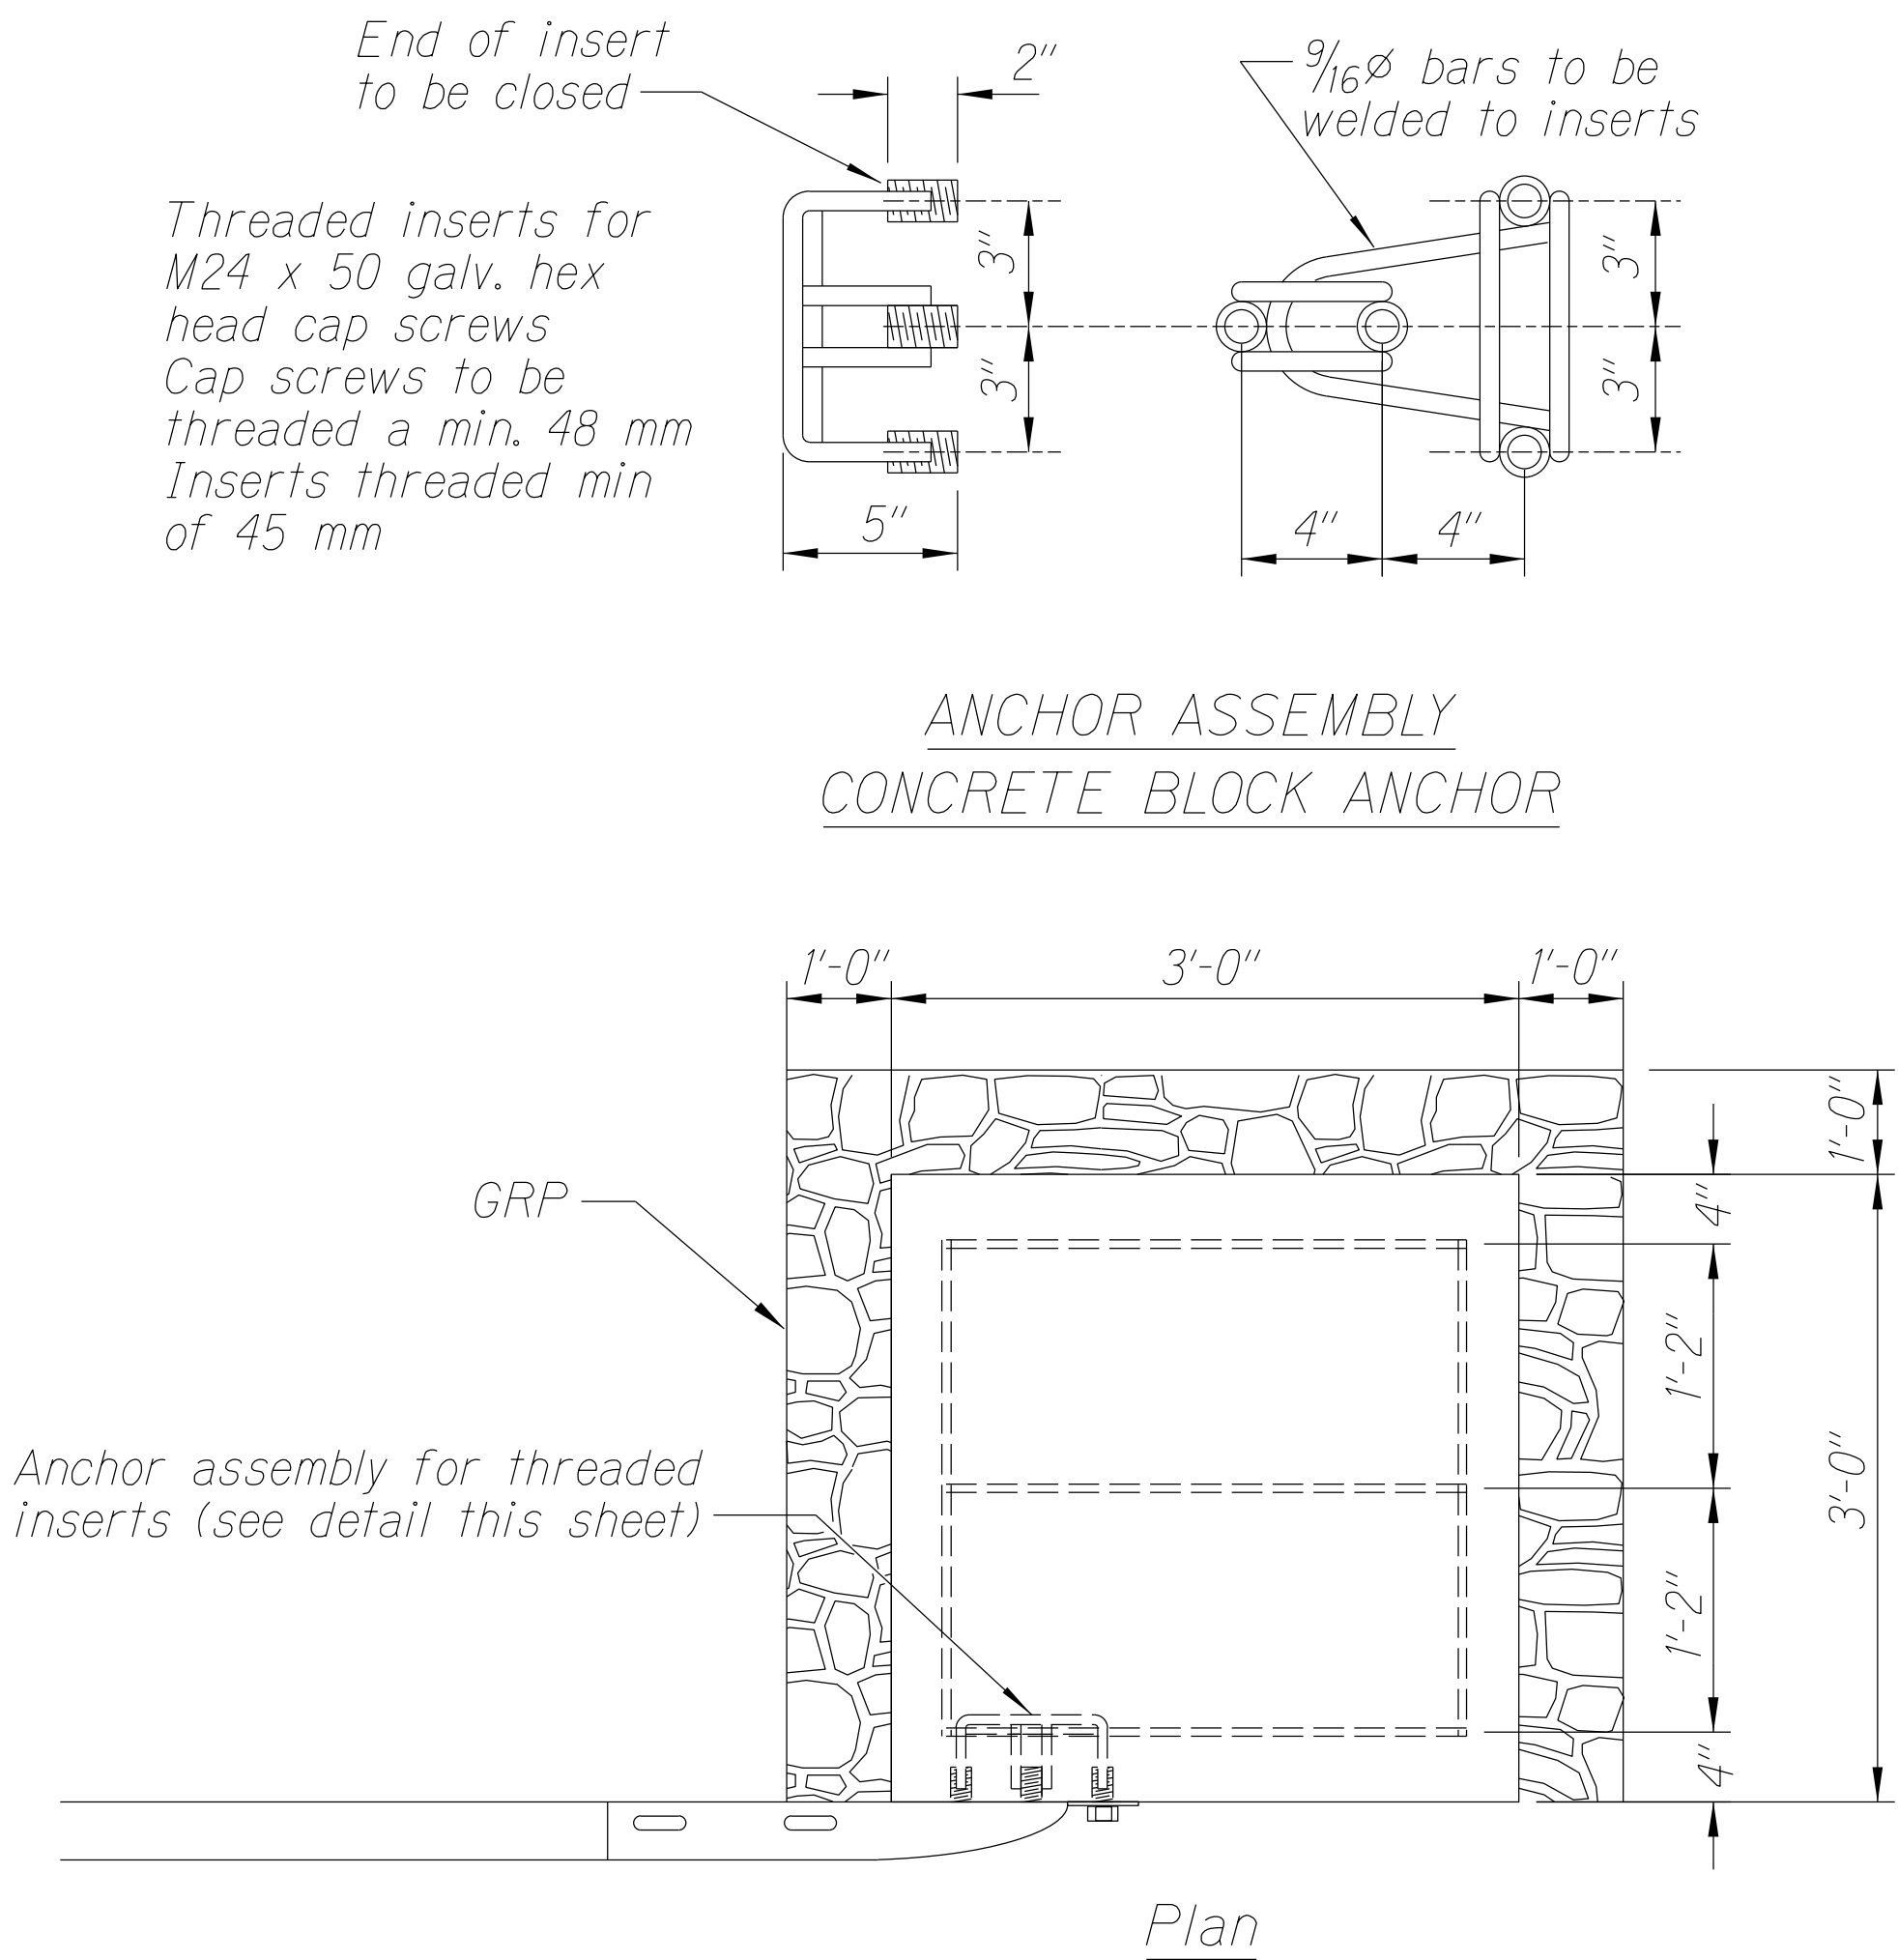 End of insert
to be closed
2"
9/16Ø bars to be
welded to inserts
Threaded inserts for
M24 x 50 galv. hex
head cap screws
Cap screws to be
threaded a min. 48 mm
Inserts threaded min
of 45 mm
3"
3"
5"
3"
3"
4"
4"
ANCHOR ASSEMBLY
CONCRETE BLOCK ANCHOR
1'-0"
3'-0"
1'-0"
1'-0"
4"
GRP
1'-2"
3'-0"
Anchor assembly for threaded
inserts (see detail this sheet)
1'-2"
4"
Plan